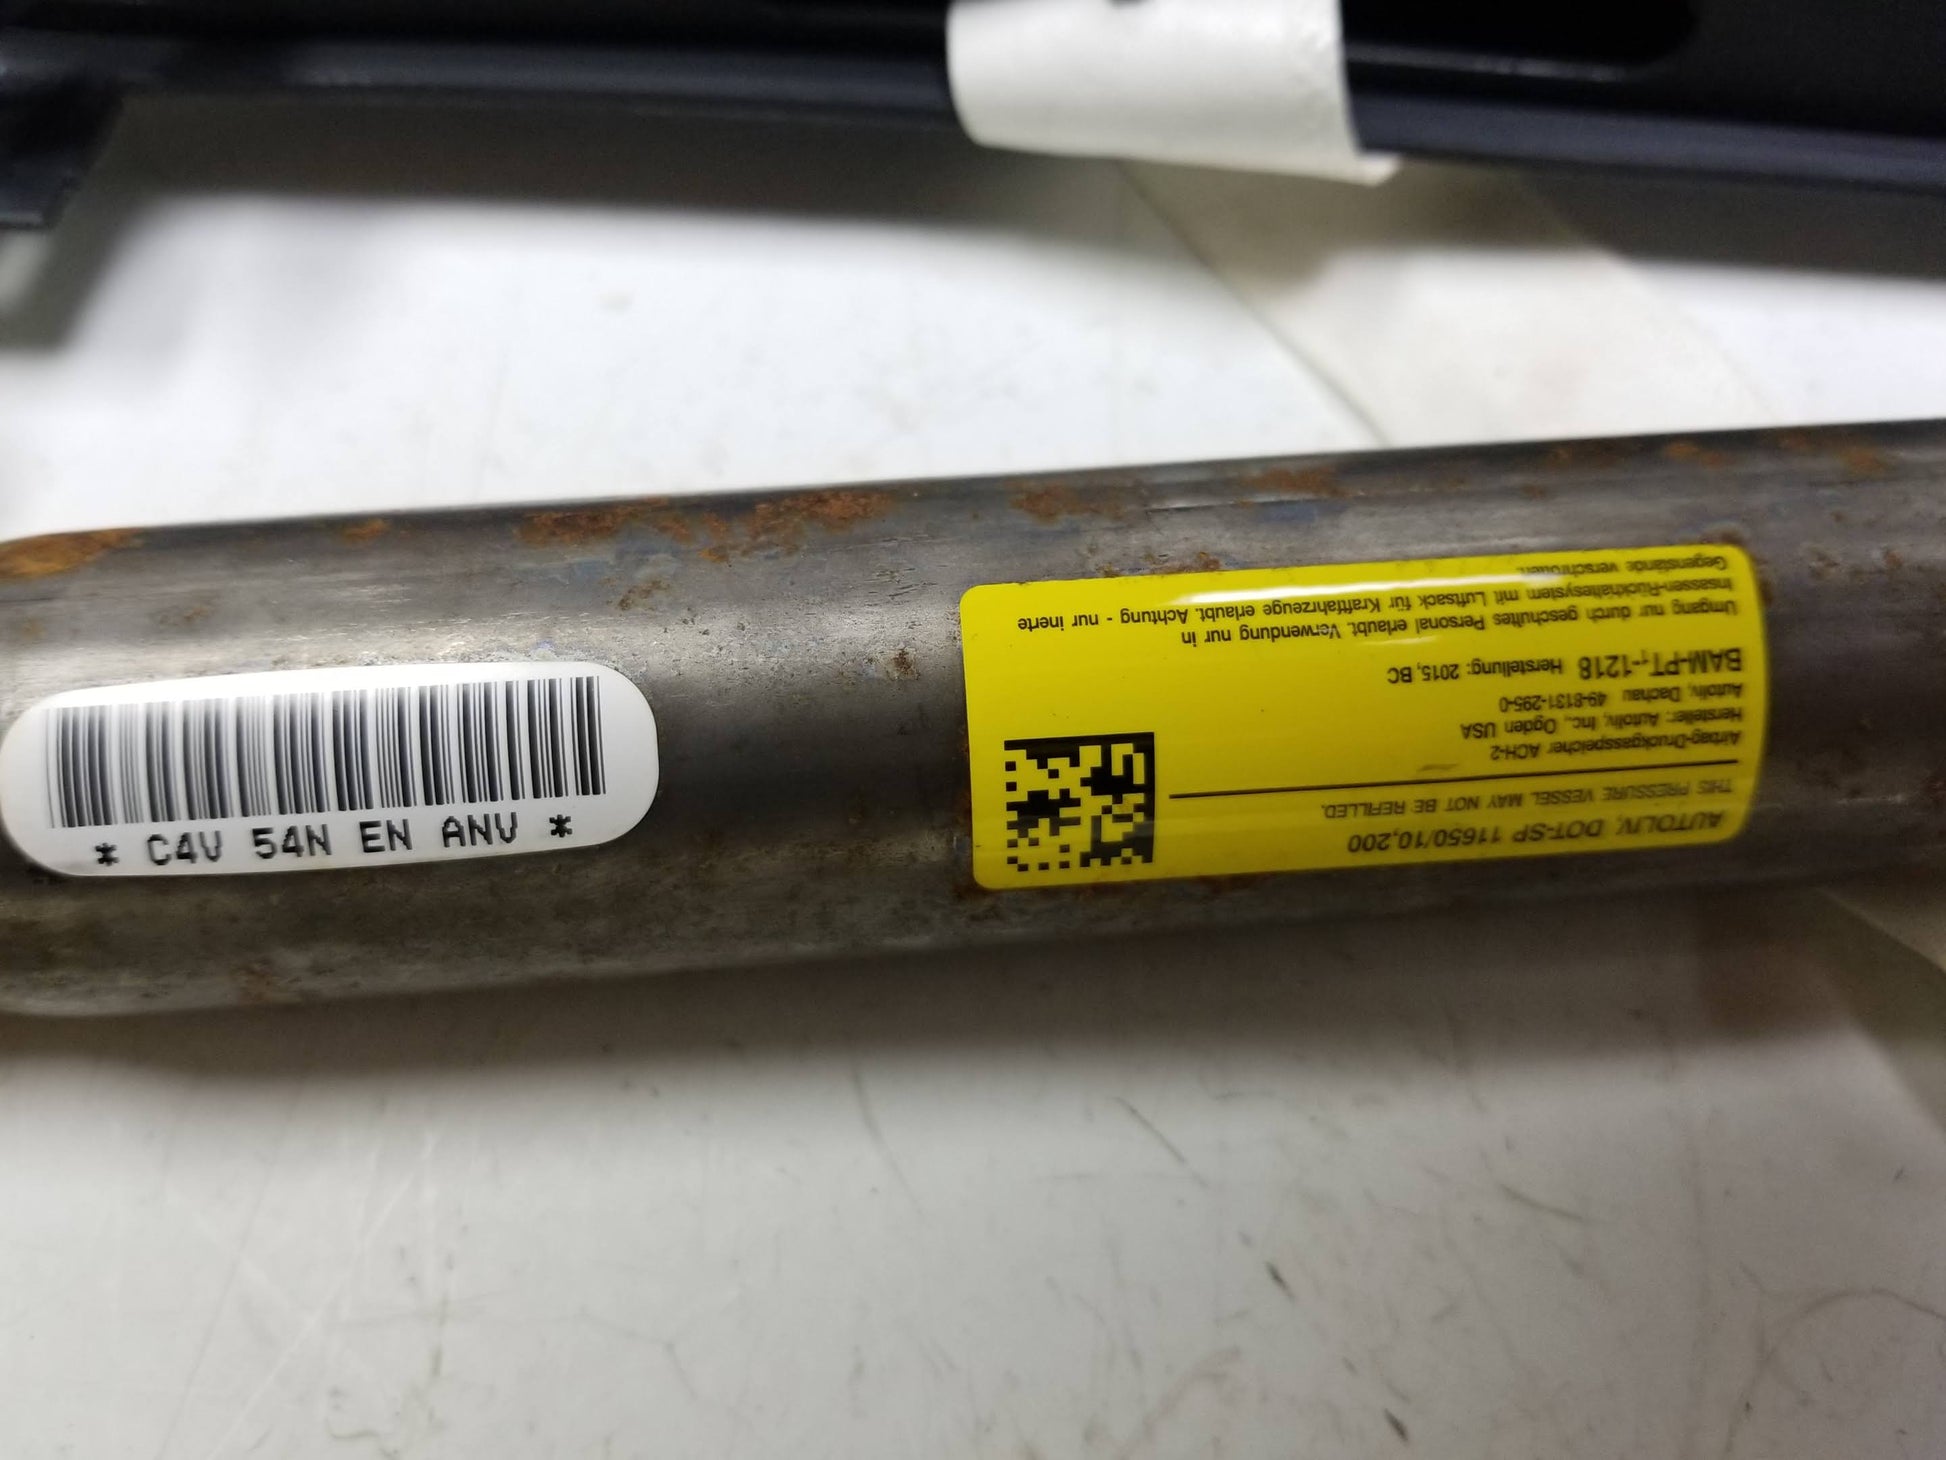 * C4V 54N EN ANV *
AUTOLIV, DOT-SP 11650/10,200
THIS PRESSURE VESSEL MAY NOT BE REFILLED.
Airbag-Druckgasspeicher ACH-2
Hersteller: Autoliv, Inc., Ogden USA
Autoliv, Dachau 49-8131-295-0
BAM-PT₁-1218 Herstellung: 2015, BC
Umgang nur durch geschultes Personal erlaubt. Verwendung nur in
Insassen-Rückhaltesystem mit Luftsack für Kraftfahrzeuge erlaubt. Achtung - nur inerte
Gegenstände verschrotten.